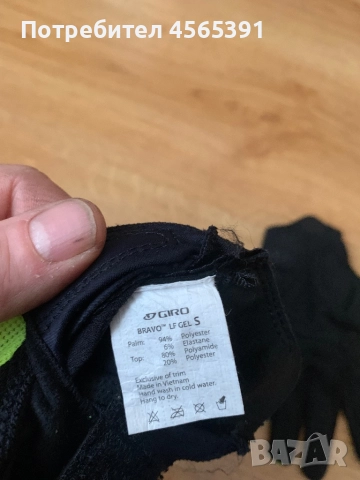 Потребител 4565391
GIRO
BRAVO™ LF GEL S
Palm: 94% Polyester
6% Elastane
Top: 80% Polyamide
20% Polyester
Exclusive of trim
Made in Vietnam
Hand wash in cold water.
Hang to dry.
BAZAR